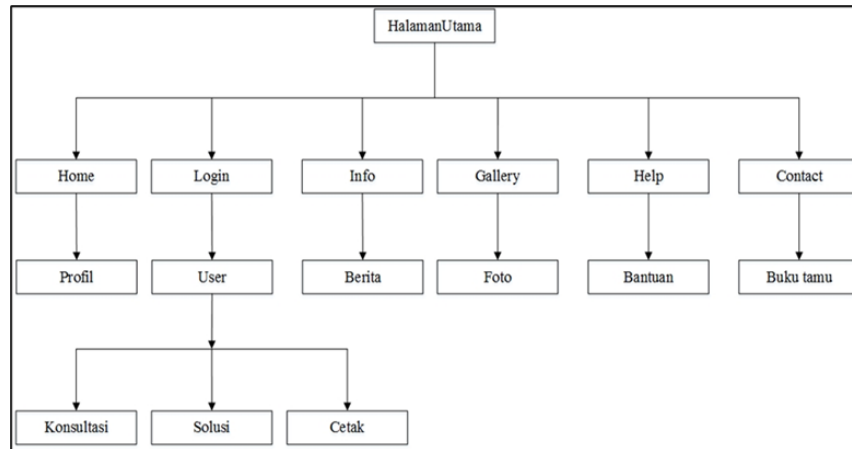 HalamanUtama
Home
Login
Info
Gallery
Help
Contact
Profil
User
Berita
Foto
Bantuan
Buku tamu
Konsultasi
Solusi
Cetak